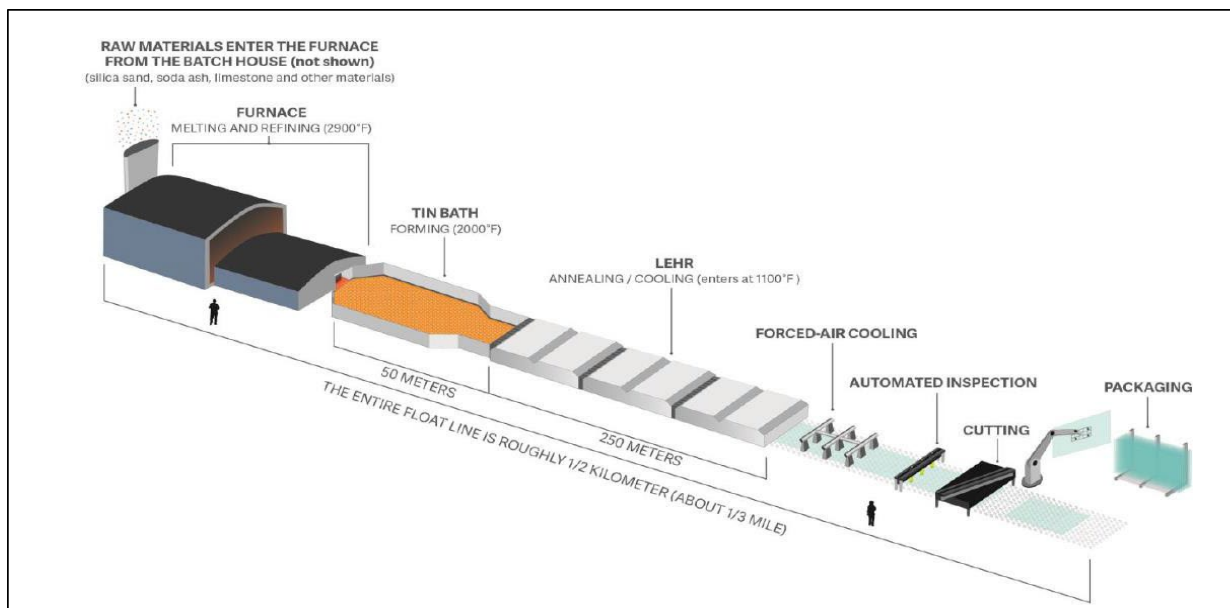 RAW MATERIALS ENTER THE FURNACE
FROM THE BATCH HOUSE (not shown)
(silica sand, soda ash, limestone and other materials)
FURNACE
MELTING AND REFINING (2900°F)
TIN BATH
FORMING (2000°F)
LEHR
ANNEALING / COOLING (enters at 1100°F)
FORCED-AIR COOLING
AUTOMATED INSPECTION
CUTTING
PACKAGING
50 METERS
250 METERS
THE ENTIRE FLOAT LINE IS ROUGHLY 1/2 KILOMETER (ABOUT 1/3 MILE)